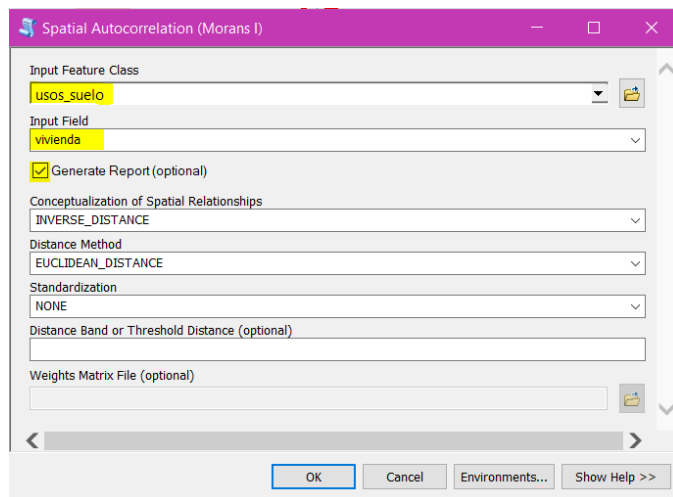 Spatial Autocorrelation (Morans I)
Input Feature Class
usos_suelo
Input Field
vivienda
Generate Report (optional)
Conceptualization of Spatial Relationships
INVERSE_DISTANCE
Distance Method
EUCLIDEAN_DISTANCE
Standardization
NONE
Distance Band or Threshold Distance (optional)
Weights Matrix File (optional)
OK Cancel Environments... Show Help >>